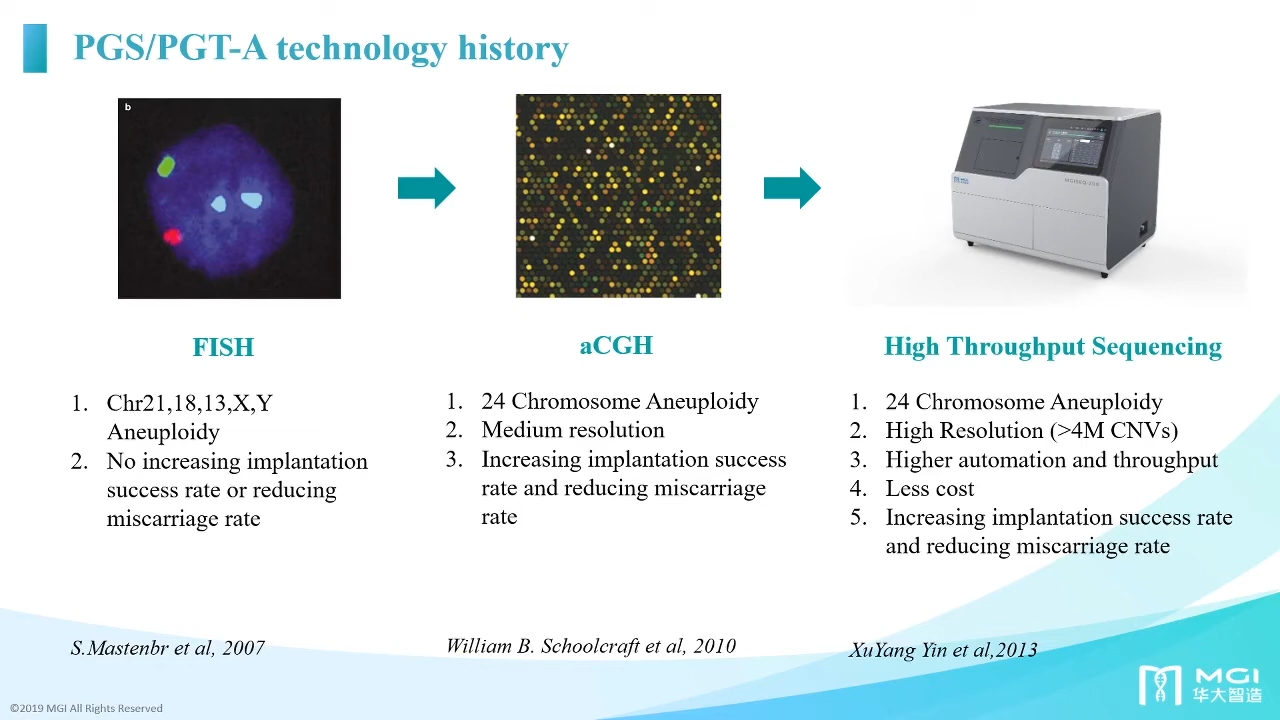 PGS/PGT-A technology history
b
MGI
FISH
aCGH
High Throughput Sequencing
1. Chr21,18,13,X,Y
Aneuploidy
2. No increasing implantation
success rate or reducing
miscarriage rate
1. 24 Chromosome Aneuploidy
2. Medium resolution
3. Increasing implantation success
rate and reducing miscarriage
rate
1. 24 Chromosome Aneuploidy
2. High Resolution (>4M CNVs)
3. Higher automation and throughput
4. Less cost
5. Increasing implantation success rate
and reducing miscarriage rate
S.Mastenbr et al, 2007
William B. Schoolcraft et al, 2010
XuYang Yin et al,2013
MGI
华大智造
©2019 MGI All Rights Reserved